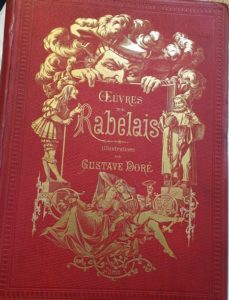 ŒUVRES
DE
Rabelais
illustrations
DE
GUSTAVE DORÉ